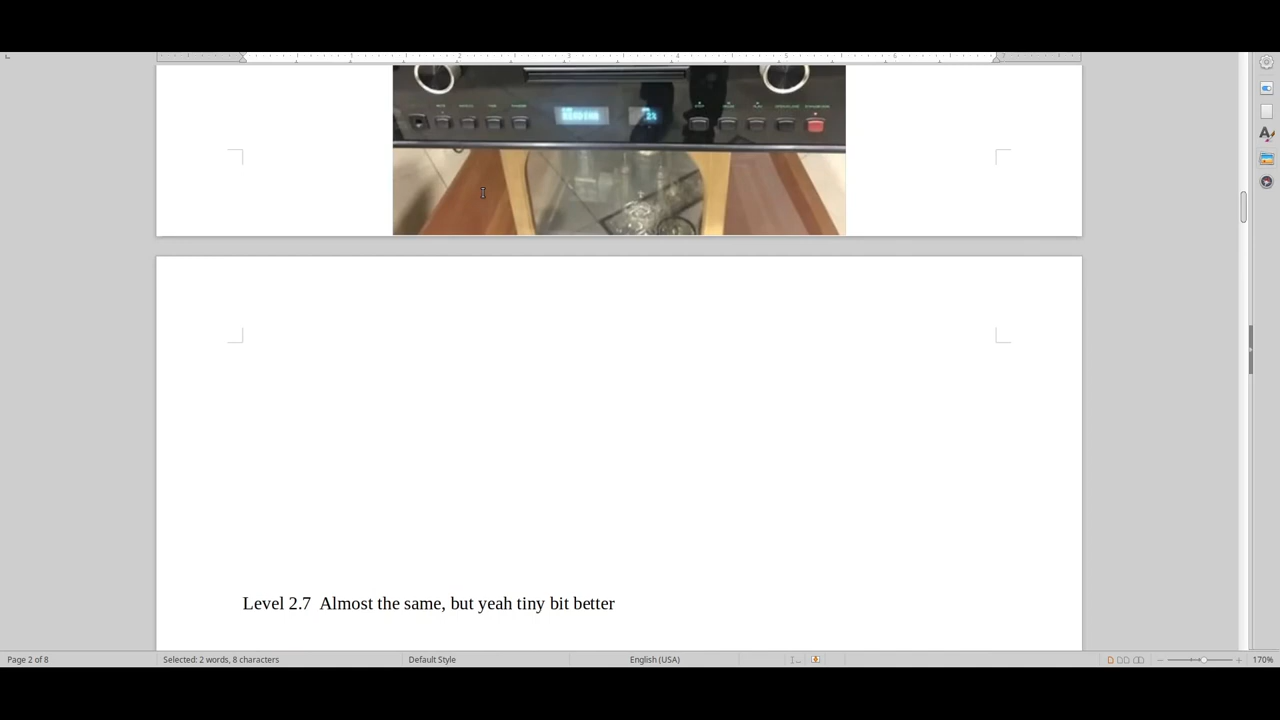 2%
Level 2.7  Almost the same, but yeah tiny bit better
Page 2 of 8
Selected: 2 words, 8 characters
Default Style
English (USA)
170%